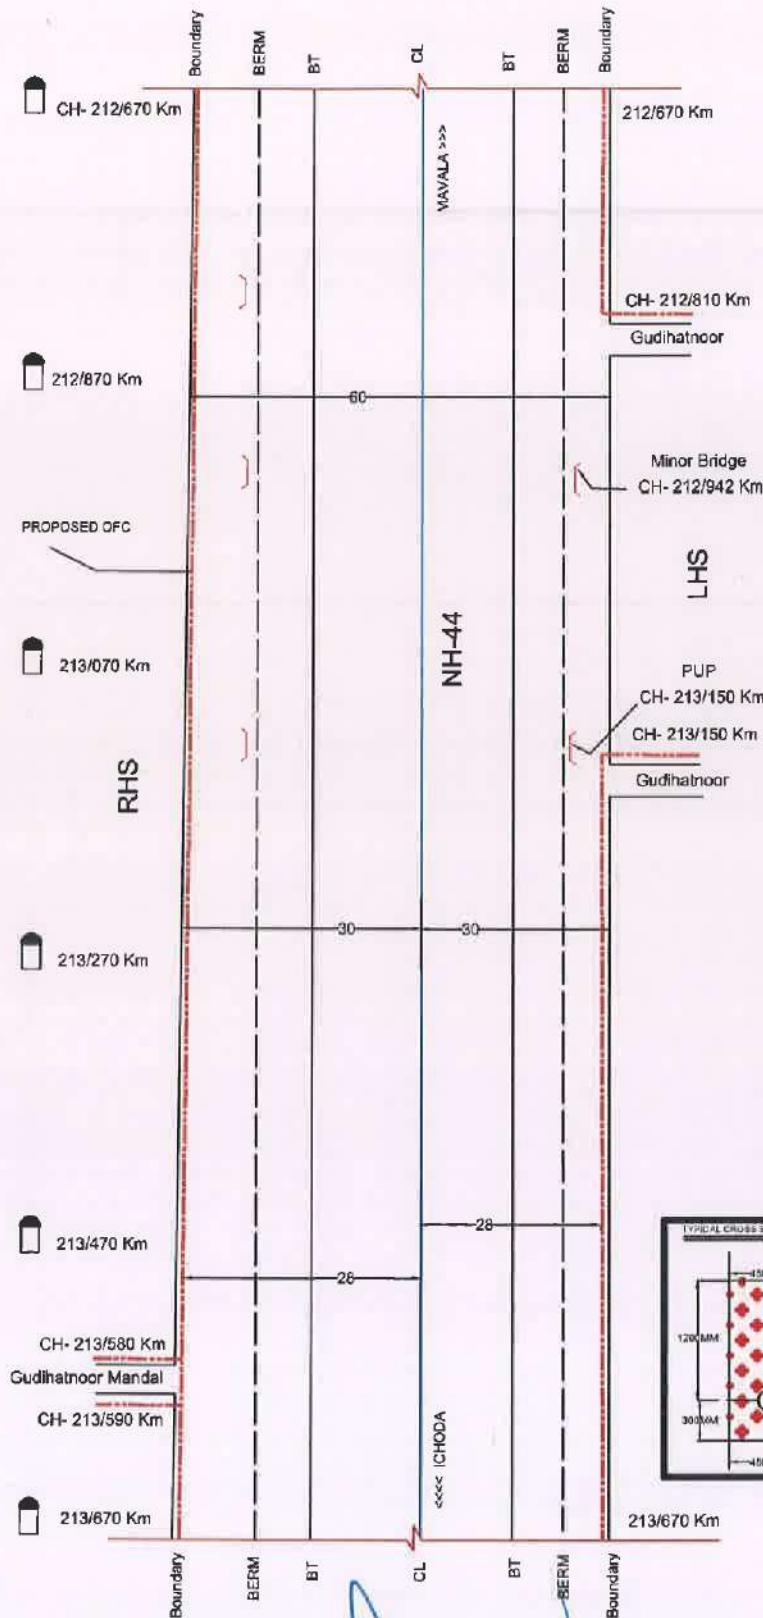 Boundary
BERM
BT
CL
BT
BERM
Boundary
CH- 212/670 Km
212/670 Km
MAVALA >>>
CH- 212/810 Km
Gudihatnoor
212/870 Km
60
Minor Bridge
CH- 212/942 Km
PROPOSED OFC
LHS
NH-44
213/070 Km
PUP
CH- 213/150 Km
CH- 213/150 Km
RHS
Gudihatnoor
30
30
213/270 Km
28
213/470 Km
28
1200MM
300MM
CH- 213/580 Km
Gudihatnoor Mandal
CH- 213/590 Km
<<<< ICHODA
213/670 Km
213/670 Km
Boundary
BERM
BT
CL
BT
BERM
Boundary